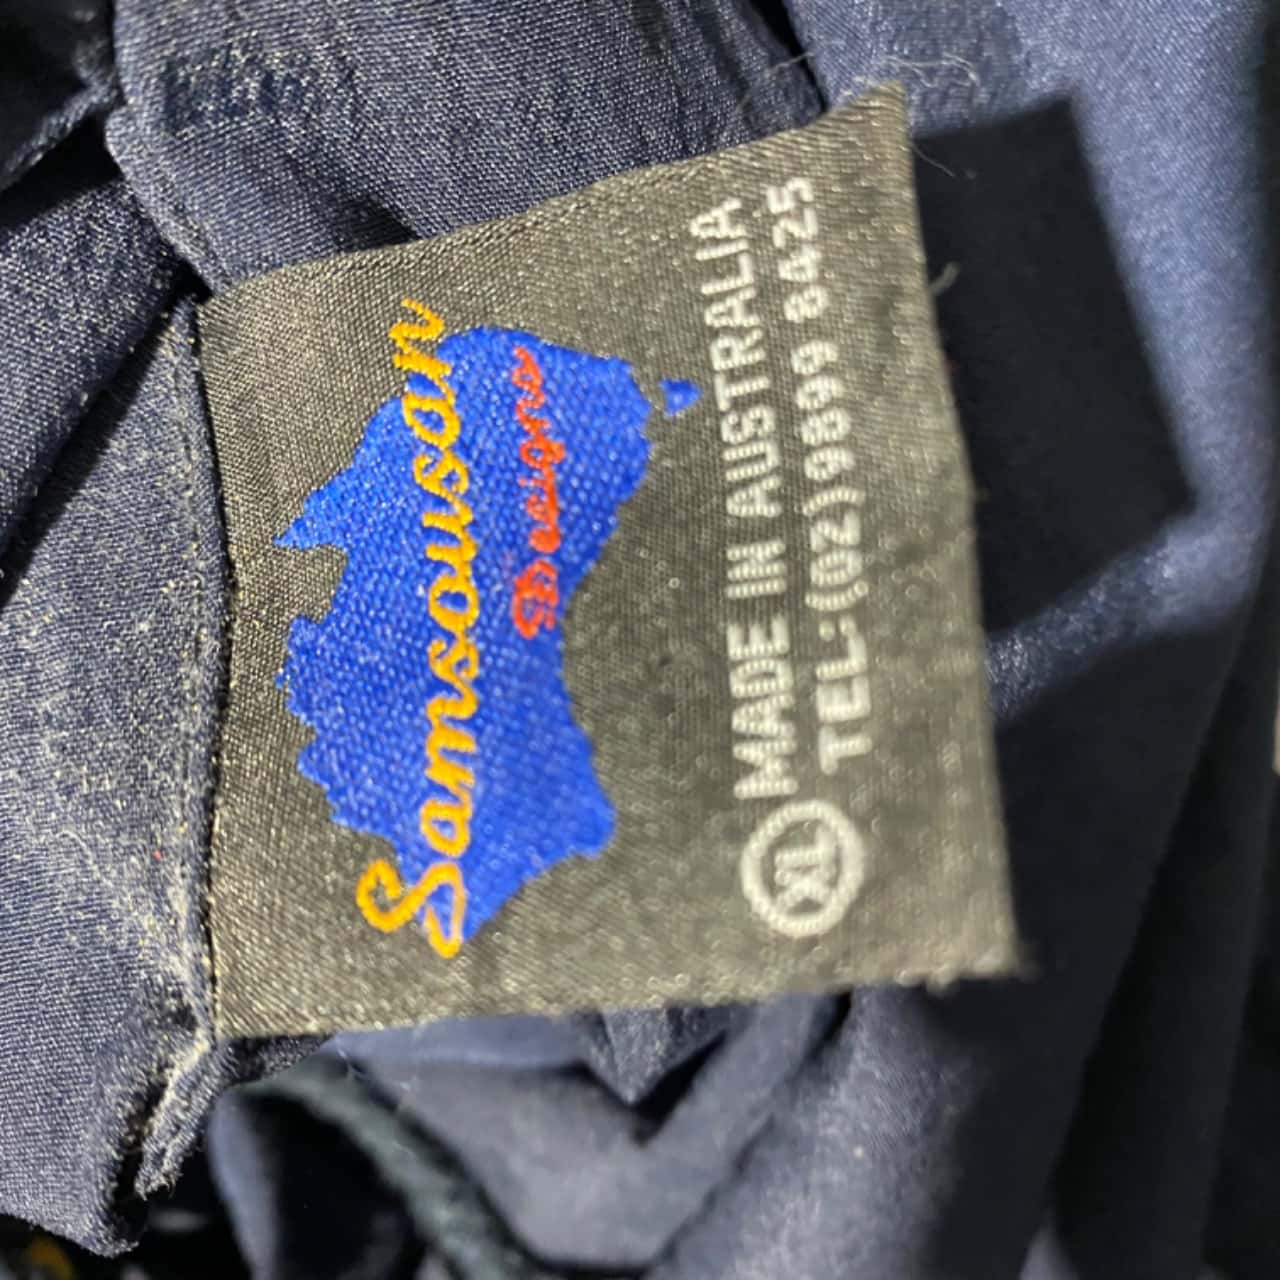 Samsousan
Designs
MADE IN AUSTRALIA
XL
TEL:(02)9899 8425